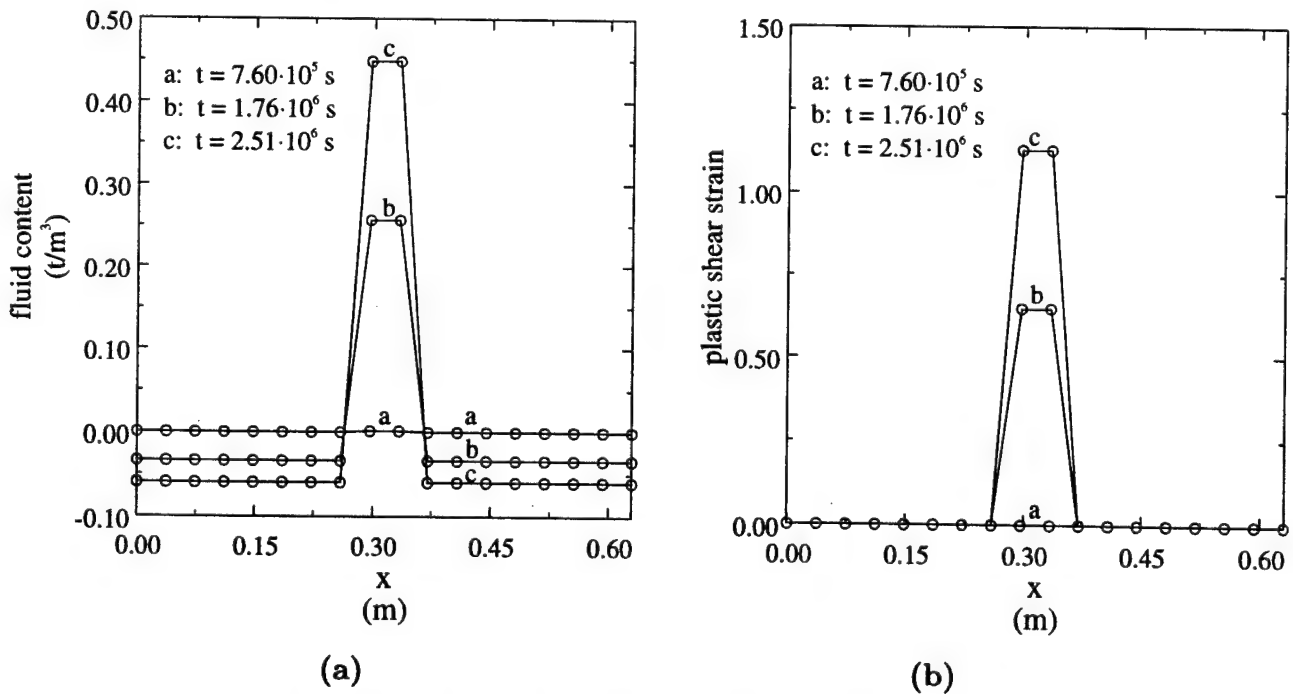 0.50
a: t = 7.60·10⁵ s
b: t = 1.76·10⁶ s
c: t = 2.51·10⁶ s
0.40
0.30
0.20
0.10
0.00
-0.10
fluid content
(t/m³)
c
b
a
a
b
c
0.00
0.15
0.30
0.45
0.60
x
(m)
(a)
1.50
a: t = 7.60·10⁵ s
b: t = 1.76·10⁶ s
c: t = 2.51·10⁶ s
1.00
0.50
0.00
plastic shear strain
c
b
a
0.00
0.15
0.30
0.45
0.60
x
(m)
(b)